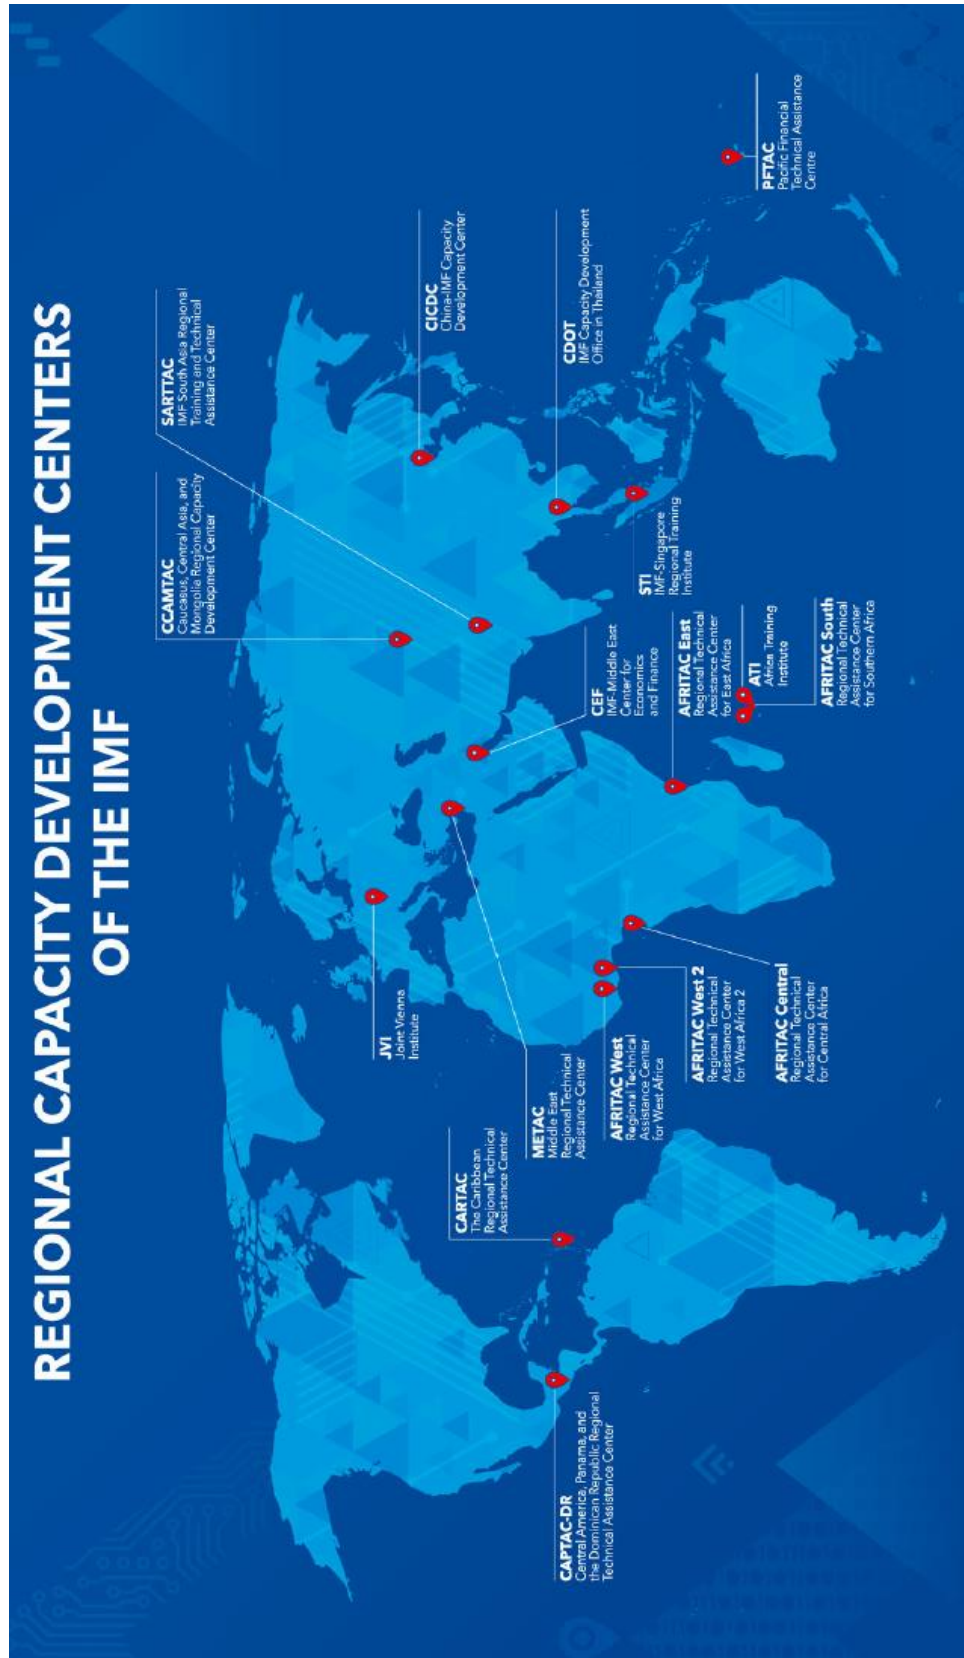 REGIONAL CAPACITY DEVELOPMENT CENTERS
OF THE IMF
CCAMTAC
Caucasus, Central Asia, and
Mongolia Regional Capacity
Development Center
SARTTAC
IMF South Asia Regional
Training and Technical
Assistance Center
JVI
Joint Vienna
Institute
CICDC
China-IMF Capacity
Development Center
CARTAC
The Caribbean
Regional Technical
Assistance Center
METAC
Middle East
Regional Technical
Assistance Center
CEF
IMF-Middle East
Center for
Economics
and Finance
CDOT
IMF Capacity Development
Office in Thailand
CAPTAC-DR
Central America, Panama, and
the Dominican Republic Regional
Technical Assistance Center
AFRITAC West
Regional Technical
Assistance Center
for West Africa
STI
IMF-Singapore
Regional Training
Institute
AFRITAC West 2
Regional Technical
Assistance Center
for West Africa 2
AFRITAC East
Regional Technical
Assistance Center
for East Africa
ATI
Africa Training
Institute
PFTAC
Pacific Financial
Technical Assistance
Centre
AFRITAC Central
Regional Technical
Assistance Center
for Central Africa
AFRITAC South
Regional Technical
Assistance Center
for Southern Africa